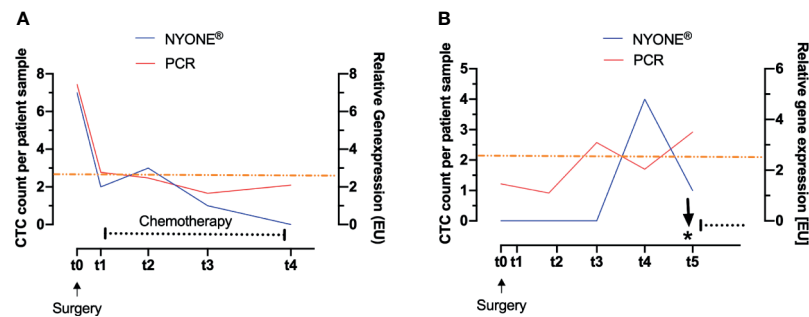 A
NYONE®
PCR
CTC count per patient sample
8
6
4
2
0
8
6
4
2
0
Relative Genexpression (EU)
Chemotherapy
t0 t1 t2 t3 t4
Surgery
B
NYONE®
PCR
CTC count per patient sample
5
4
3
2
1
0
6
4
2
0
Relative gene expression [EU]
*
t0 t1 t2 t3 t4 t5
Surgery